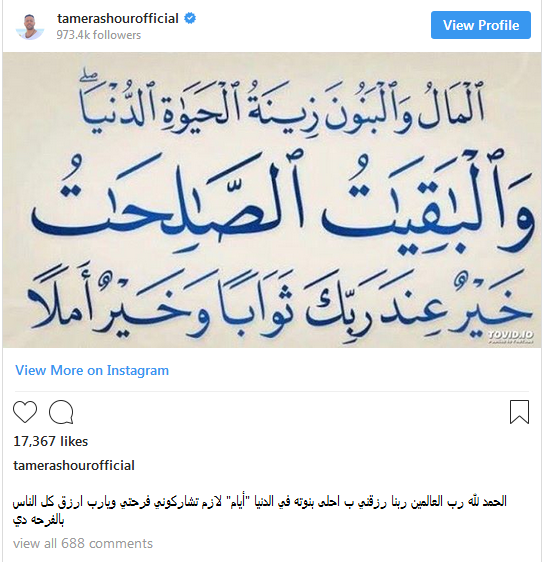 tamerashourofficial
973.4k followers
View Profile
ٱلْمَالُ وَٱلْبَنُونَ زِينَةُ ٱلْحَيَوٰةِ ٱلدُّنْيَا ۖ
وَٱلْبَٰقِيَٰتُ ٱلصَّٰلِحَٰتُ
خَيْرٌ عِندَ رَبِّكَ ثَوَابًا وَخَيْرٌ أَمَلًا
TOVID.IO
View More on Instagram
17,367 likes
tamerashourofficial
الحمد لله رب العالمين ربنا رزقني ب احلى بنوته في الدنيا "أيام" لازم تشاركوني فرحتي ويارب ارزق كل الناس
بالفرحه دي
view all 688 comments